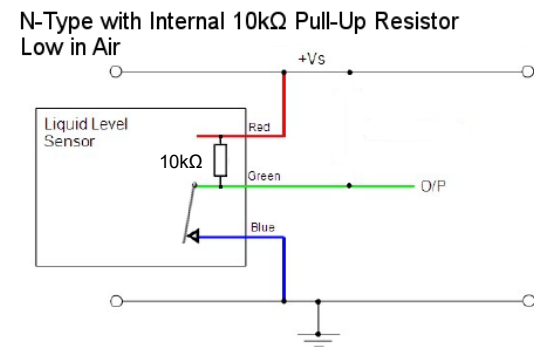 N-Type with Internal 10kΩ Pull-Up Resistor
Low in Air
+Vs
Liquid Level
Sensor
Red
10kΩ
Green
O/P
Blue